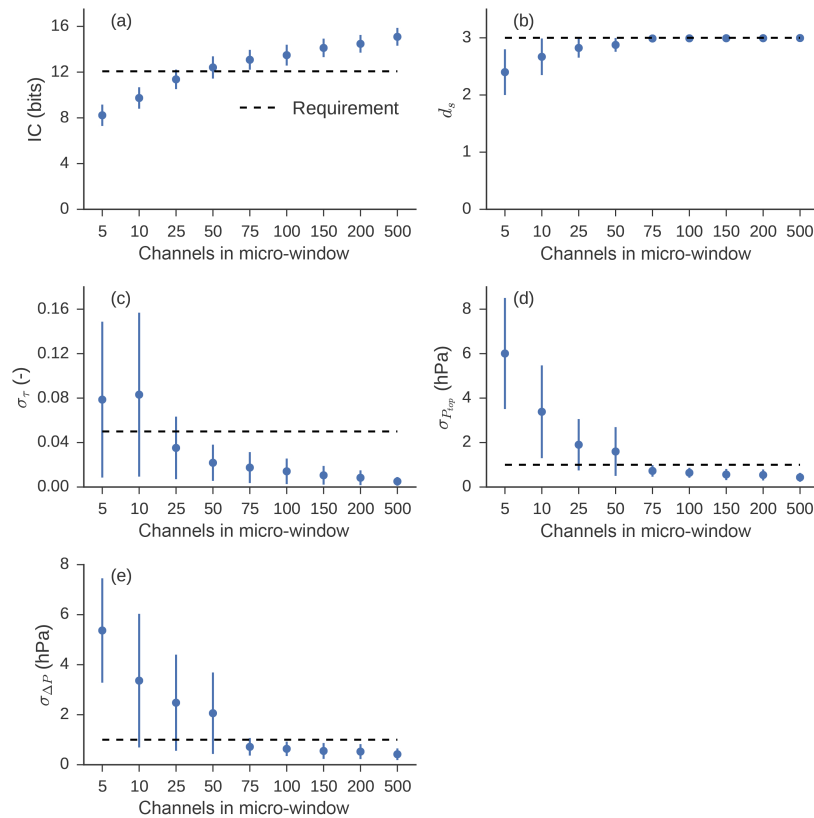 (a)
IC (bits)
16
12
8
4
0
Requirement
5 10 25 50 75 100 150 200 500
Channels in micro-window
(b)
d_s
3
2
1
0
5 10 25 50 75 100 150 200 500
Channels in micro-window
(c)
σ_τ (-)
0.16
0.12
0.08
0.04
0.00
5 10 25 50 75 100 150 200 500
Channels in micro-window
(d)
σ_{P_{top}} (hPa)
8
6
4
2
0
5 10 25 50 75 100 150 200 500
Channels in micro-window
(e)
σ_{ΔP} (hPa)
8
6
4
2
0
5 10 25 50 75 100 150 200 500
Channels in micro-window